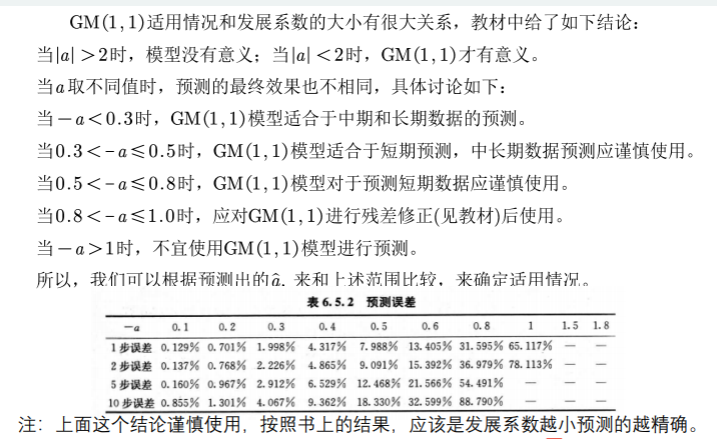 GM(1,1)适用情况和发展系数的大小有很大关系，教材中给了如下结论：
当|a|>2时，模型没有意义；当|a|<2时，GM(1,1)才有意义。
当a取不同值时，预测的最终效果也不相同，具体讨论如下：
当-a<0.3时，GM(1,1)模型适合于中期和长期数据的预测。
当0.3<-a≤0.5时，GM(1,1)模型适合于短期预测，中长期数据预测应谨慎使用。
当0.5<-a≤0.8时，GM(1,1)模型对于预测短期数据应谨慎使用。
当0.8<-a≤1.0时，应对GM(1,1)进行残差修正(见教材)后使用。
当-a>1时，不宜使用GM(1,1)模型进行预测。
所以，我们可以根据预测出的â，来和上述范围比较，来确定适用情况。
表6.5.2 预测误差
-a 0.1 0.2 0.3 0.4 0.5 0.6 0.8 1 1.5 1.8
1步误差 0.129% 0.701% 1.998% 4.317% 7.988% 13.405% 31.595% 65.117% — —
2步误差 0.137% 0.768% 2.226% 4.865% 9.091% 15.392% 36.979% 78.113% — —
5步误差 0.160% 0.967% 2.912% 6.529% 12.468% 21.566% 54.491% — — —
10步误差 0.855% 1.301% 4.067% 9.362% 18.330% 32.599% 88.790% — — —
注：上面这个结论谨慎使用，按照书上的结果，应该是发展系数越小预测的越精确。